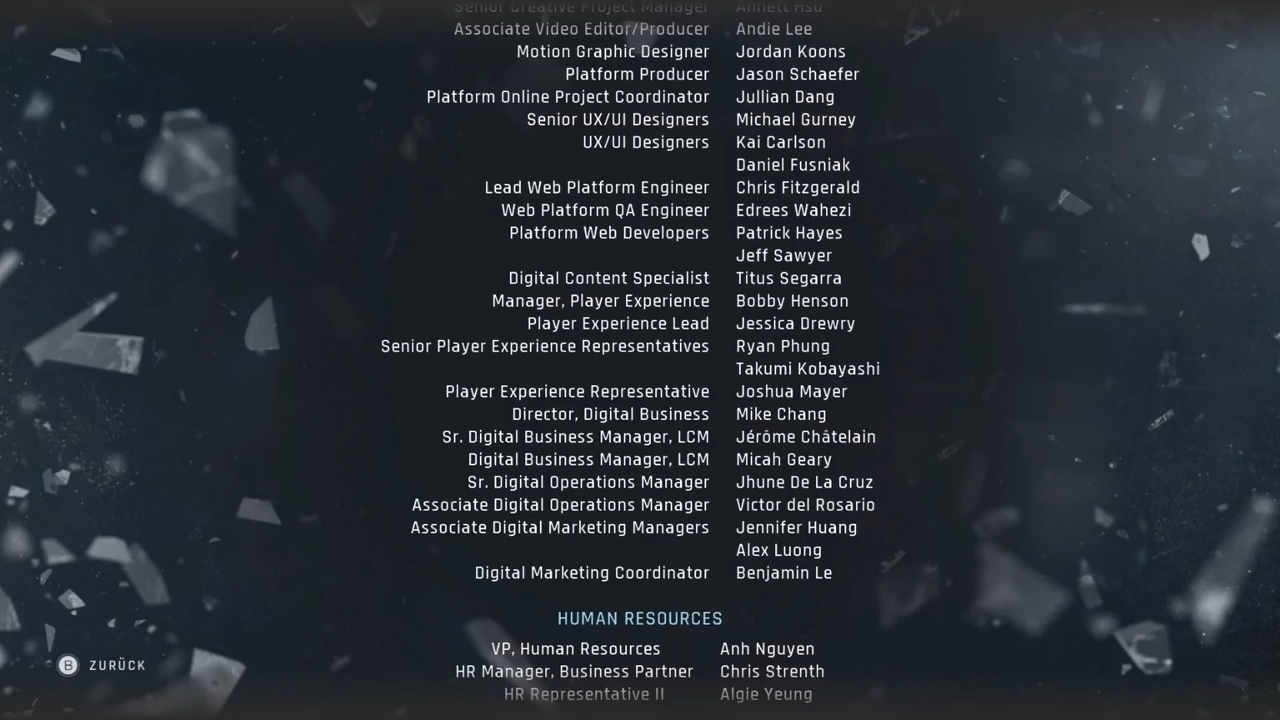 Senior Creative Project Manager Annett Hsu
Associate Video Editor/Producer Andie Lee
Motion Graphic Designer Jordan Koons
Platform Producer Jason Schaefer
Platform Online Project Coordinator Jullian Dang
Senior UX/UI Designers Michael Gurney
UX/UI Designers Kai Carlson
Daniel Fusniak
Lead Web Platform Engineer Chris Fitzgerald
Web Platform QA Engineer Edrees Wahezi
Platform Web Developers Patrick Hayes
Jeff Sawyer
Digital Content Specialist Titus Segarra
Manager, Player Experience Bobby Henson
Player Experience Lead Jessica Drewry
Senior Player Experience Representatives Ryan Phung
Takumi Kobayashi
Player Experience Representative Joshua Mayer
Director, Digital Business Mike Chang
Sr. Digital Business Manager, LCM Jérôme Châtelain
Digital Business Manager, LCM Micah Geary
Sr. Digital Operations Manager Jhune De La Cruz
Associate Digital Operations Manager Victor del Rosario
Associate Digital Marketing Managers Jennifer Huang
Alex Luong
Digital Marketing Coordinator Benjamin Le
HUMAN RESOURCES
VP, Human Resources Anh Nguyen
HR Manager, Business Partner Chris Strenth
HR Representative II Algie Yeung
B ZURÜCK